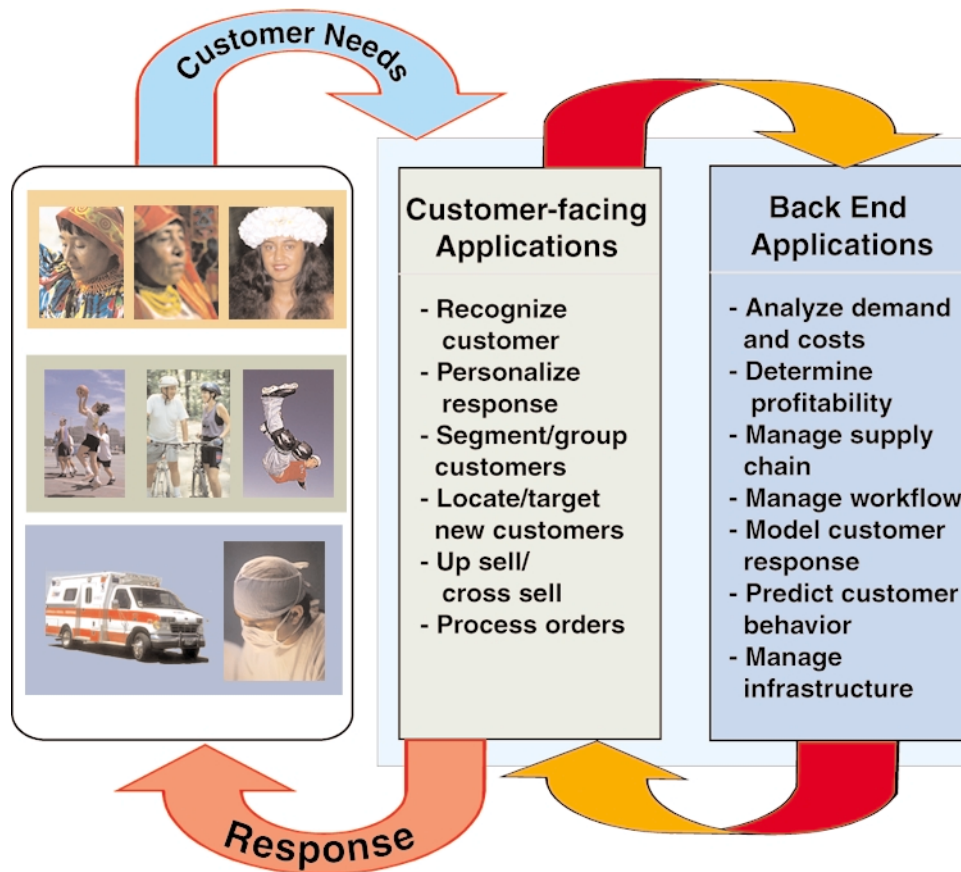 Customer Needs
Customer-facing
Applications
- Recognize
customer
- Personalize
response
- Segment/group
customers
- Locate/target
new customers
- Up sell/
cross sell
- Process orders
Back End
Applications
- Analyze demand
and costs
- Determine
profitability
- Manage supply
chain
- Manage workflow
- Model customer
response
- Predict customer
behavior
- Manage
infrastructure
Response